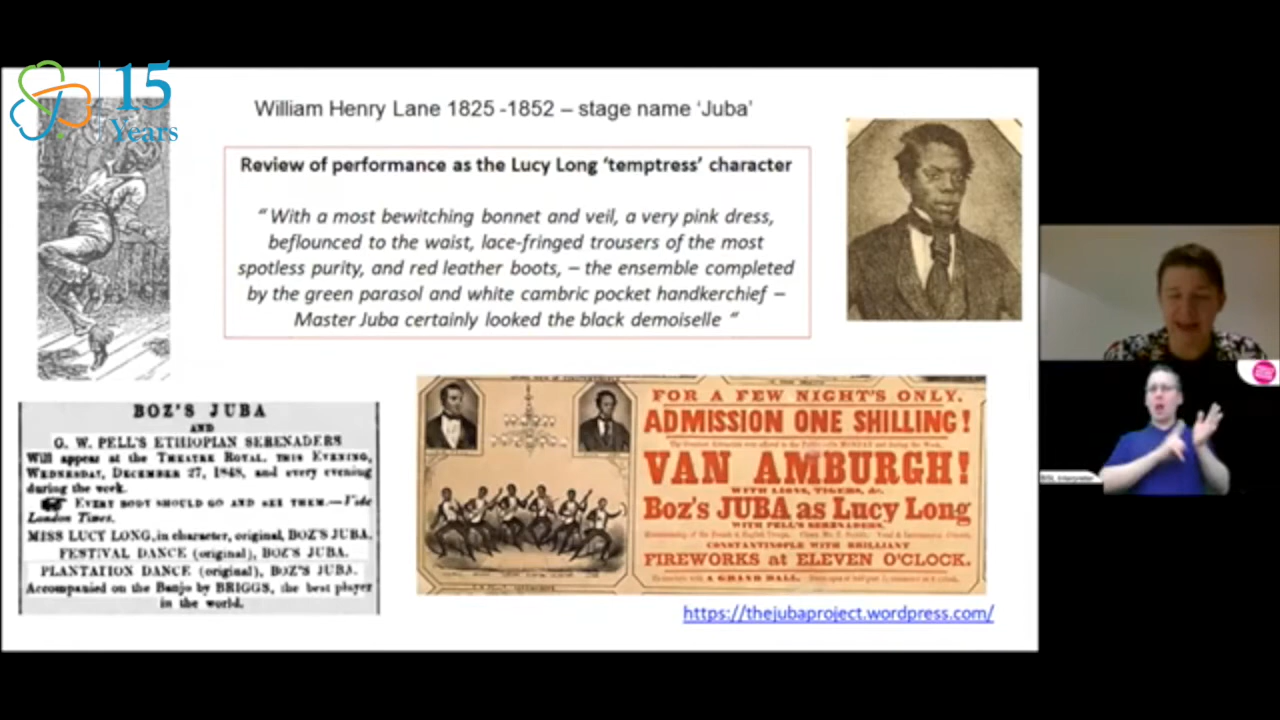 15
Years
William Henry Lane 1825 -1852 – stage name ‘Juba’
Review of performance as the Lucy Long ‘temptress’ character
“ With a most bewitching bonnet and veil, a very pink dress,
beflounced to the waist, lace-fringed trousers of the most
spotless purity, and red leather boots, – the ensemble completed
by the green parasol and white cambric pocket handkerchief –
Master Juba certainly looked the black demoiselle “
BOZ'S JUBA
AND
G. W. PELL'S ETHIOPIAN SERENADERS
Will appear at the THEATRE ROYAL, THIS EVENING,
WEDNESDAY, DECEMBER 27, 1848, and every evening
during the week.
EVERY BODY SHOULD GO AND SEE THEM.—Vide
London Times.
MISS LUCY LONG, in character, original, BOZ'S JUBA.
FESTIVAL DANCE (original), BOZ'S JUBA.
PLANTATION DANCE (original), BOZ'S JUBA.
Accompanied on the Banjo by BRIGGS, the best player
in the world.
FOR A FEW NIGHT'S ONLY.
ADMISSION ONE SHILLING!
VAN AMBURGH!
WITH LIONS, TIGERS, &c.
Boz's JUBA as Lucy Long
WITH PELL'S SERENADERS.
CONSTANTINOPLE WITH BRILLIANT
FIREWORKS at ELEVEN O'CLOCK.
A GRAND BALL.
https://thejubaproject.wordpress.com/
BSL Interpreter